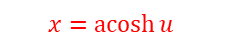 x = acosh u